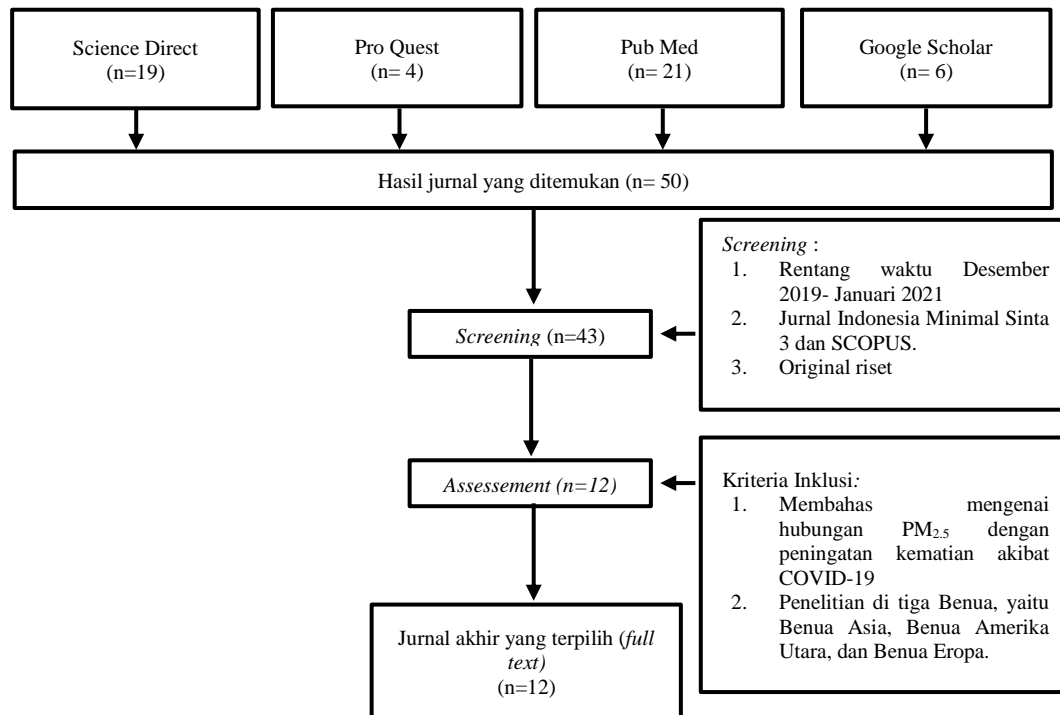 Science Direct
(n=19)
Pro Quest
(n= 4)
Pub Med
(n= 21)
Google Scholar
(n= 6)
Hasil jurnal yang ditemukan (n= 50)
Screening :
1. Rentang waktu Desember
2019- Januari 2021
2. Jurnal Indonesia Minimal Sinta
3 dan SCOPUS.
3. Original riset
Screening (n=43)
Kriteria Inklusi:
1. Membahas mengenai
hubungan PM2.5 dengan
peningatan kematian akibat
COVID-19
2. Penelitian di tiga Benua, yaitu
Benua Asia, Benua Amerika
Utara, dan Benua Eropa.
Assessement (n=12)
Jurnal akhir yang terpilih (full
text)
(n=12)